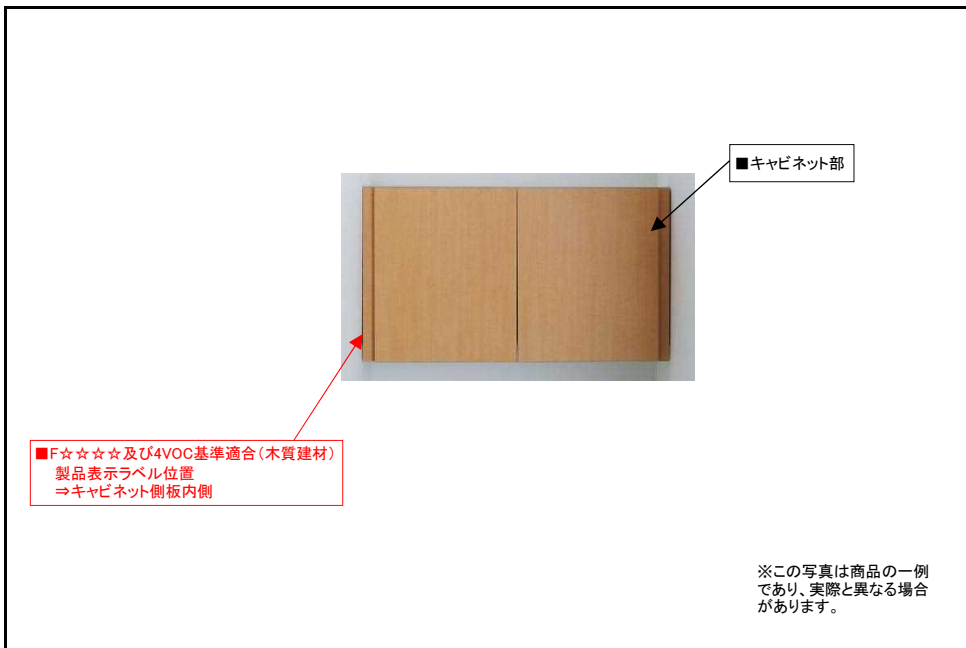 ■キャビネット部
■F☆☆☆☆及び4VOC基準適合(木質建材)
製品表示ラベル位置
⇒キャビネット側板内側
※この写真は商品の一例
であり、実際と異なる場合
があります。